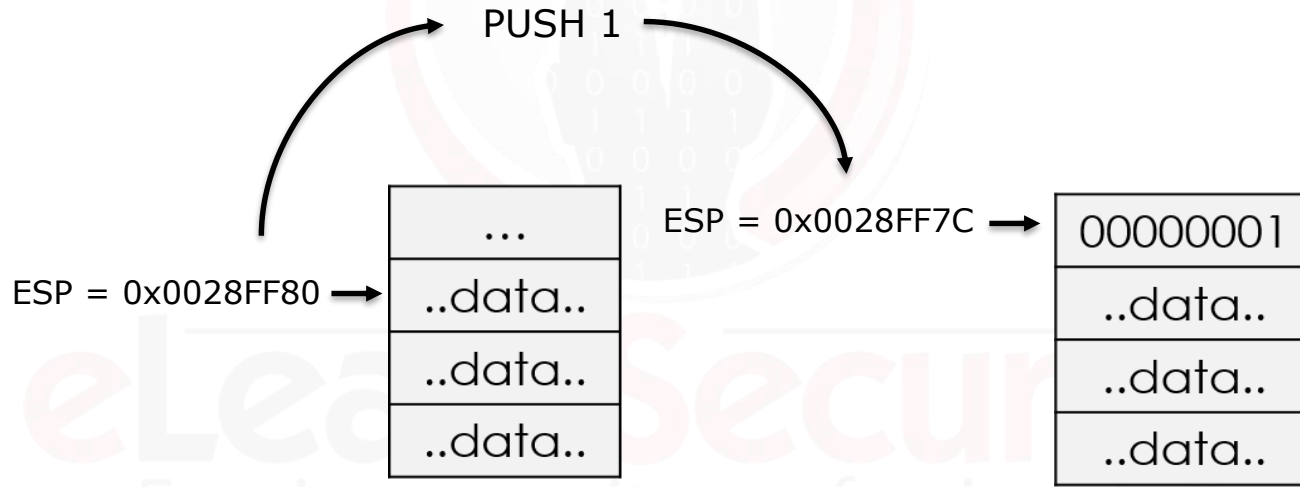 PUSH 1
ESP = 0x0028FF80
...
..data..
..data..
..data..
ESP = 0x0028FF7C
00000001
..data..
..data..
..data..